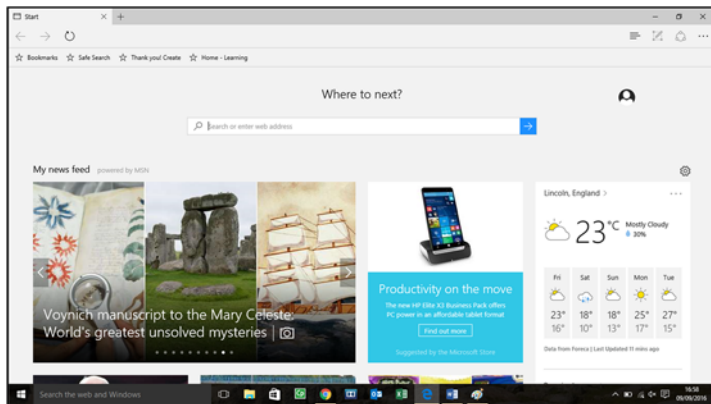 Start
Bookmarks Safe Search Thank you! Create Home - Learning
Where to next?
Search or enter web address
My news feed powered by MSN
Voynich manuscript to the Mary Celeste:
World's greatest unsolved mysteries
Productivity on the move
The new HP Elite X3 Business Pack offers
PC power in an affordable tablet format
Find out more
Suggested by the Microsoft Store
Lincoln, England
23°C Mostly Cloudy
30%
Fri Sat Sun Mon Tue
23° 18° 18° 25° 27°
16° 10° 13° 17° 15°
Data from Foreca | Last Updated 11 mins ago
Search the web and Windows
16:58
09/09/2016